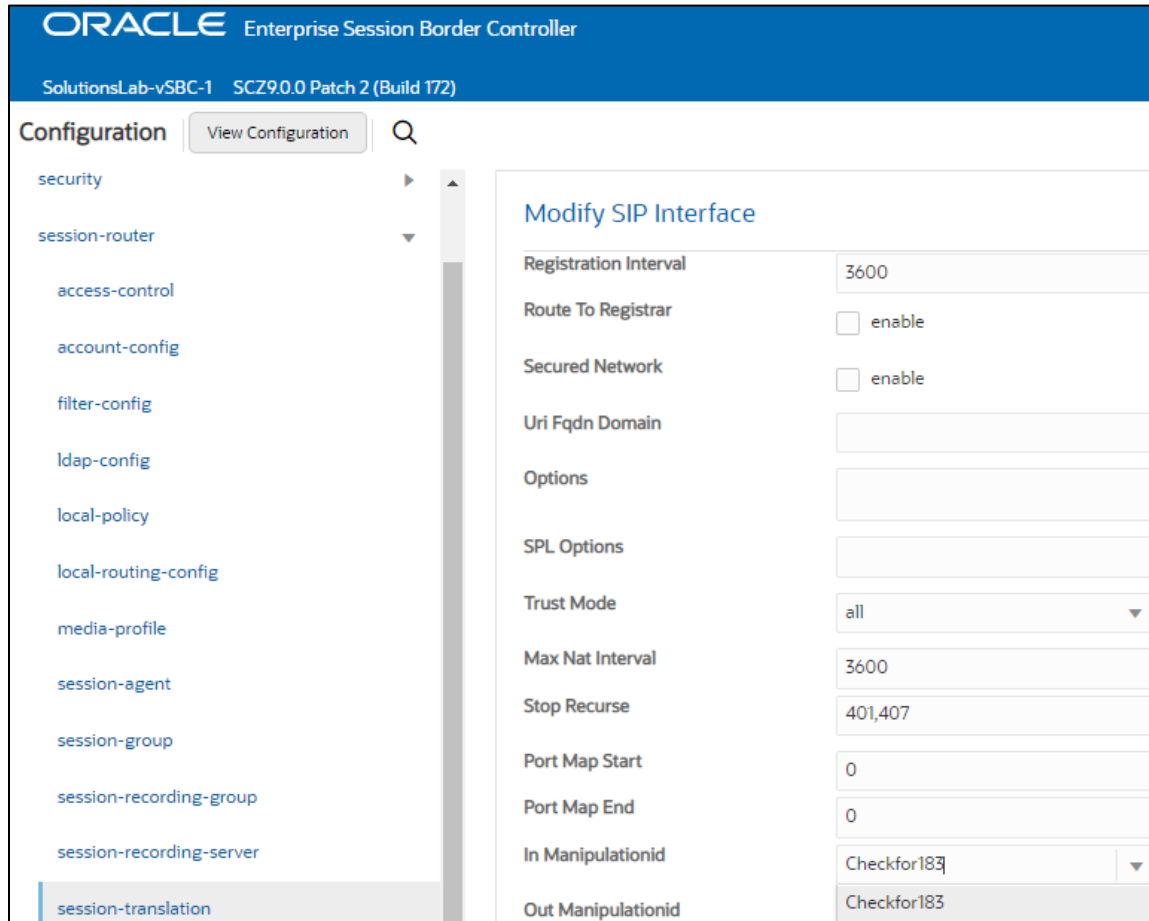 ORACLE Enterprise Session Border Controller
SolutionsLab-vSBC-1 SCZ9.0.0 Patch 2 (Build 172)
Configuration View Configuration
security
session-router
access-control
account-config
filter-config
ldap-config
local-policy
local-routing-config
media-profile
session-agent
session-group
session-recording-group
session-recording-server
session-translation
Modify SIP Interface
Registration Interval 3600
Route To Registrar enable
Secured Network enable
Uri Fqdn Domain
Options
SPL Options
Trust Mode all
Max Nat Interval 3600
Stop Recurse 401,407
Port Map Start 0
Port Map End 0
In Manipulationid Checkfor183
Out Manipulationid Checkfor183